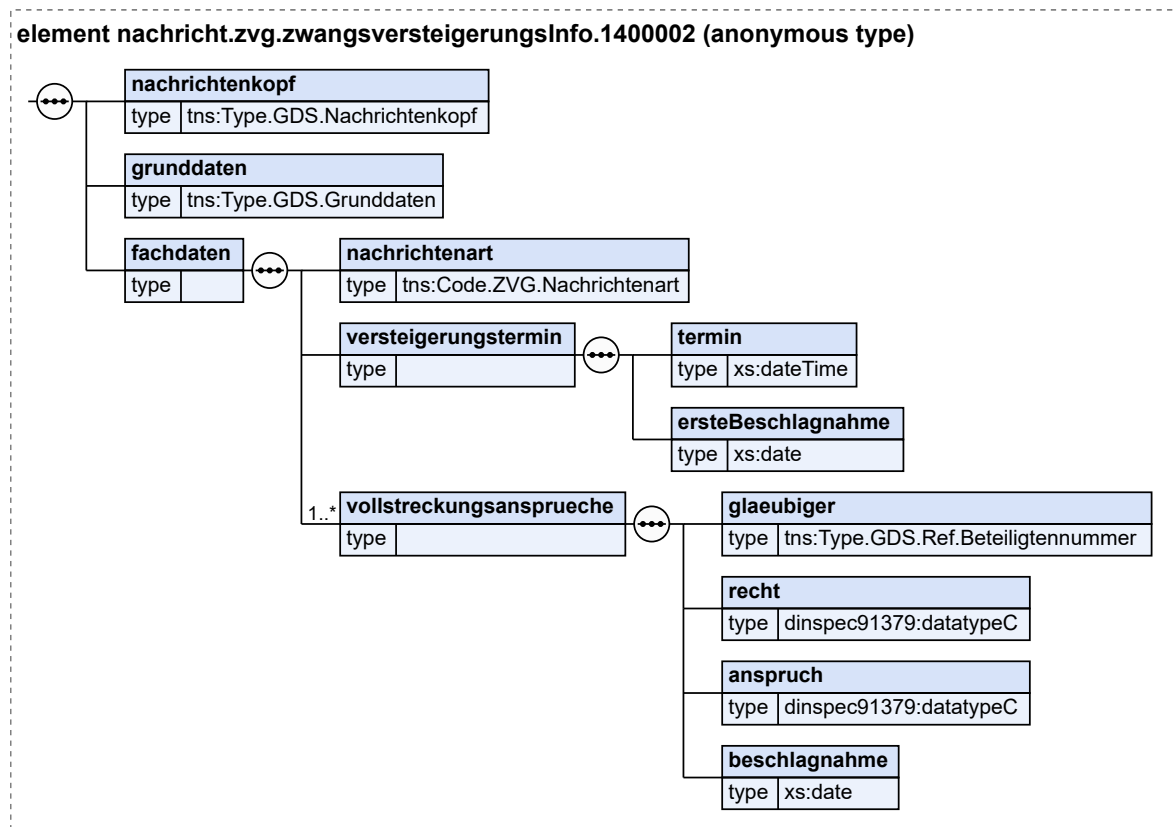 element nachricht.zvg.zwangsversteigerungsInfo.1400002 (anonymous type)
nachrichtenkopf
type tns:Type.GDS.Nachrichtenkopf
grunddaten
type tns:Type.GDS.Grunddaten
fachdaten
type
nachrichtenart
type tns:Code.ZVG.Nachrichtenart
versteigerungstermin
type
termin
type xs:dateTime
ersteBeschlagnahme
type xs:date
1..*
vollstreckungsansprueche
type
glaeubiger
type tns:Type.GDS.Ref.Beteiligtennummer
recht
type dinspec91379:datatypeC
anspruch
type dinspec91379:datatypeC
beschlagnahme
type xs:date